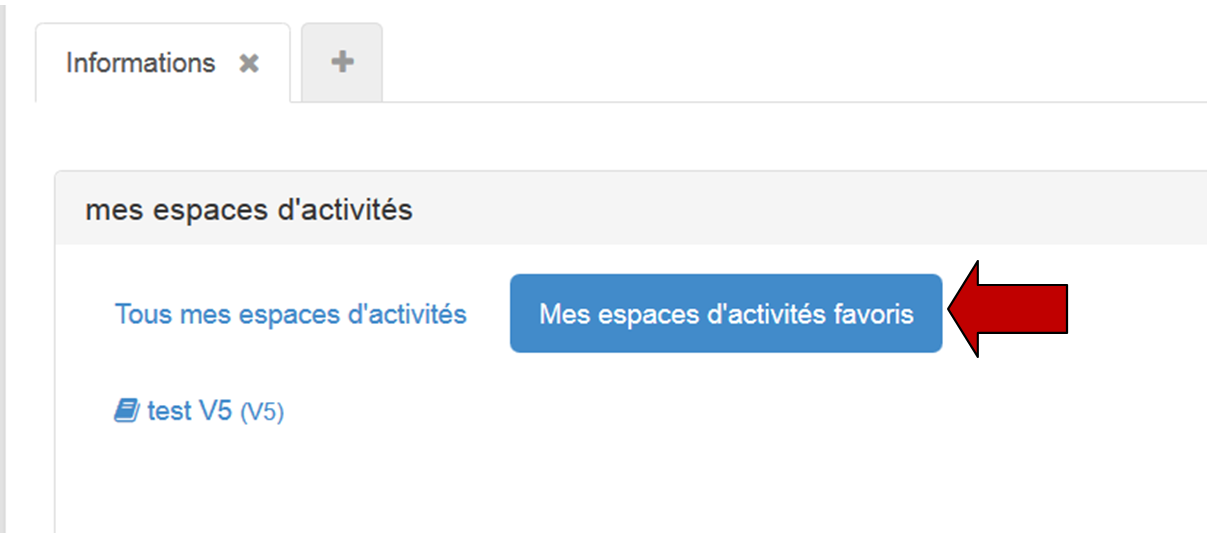 Informations
mes espaces d'activités
Tous mes espaces d'activités
Mes espaces d'activités favoris
test V5 (V5)